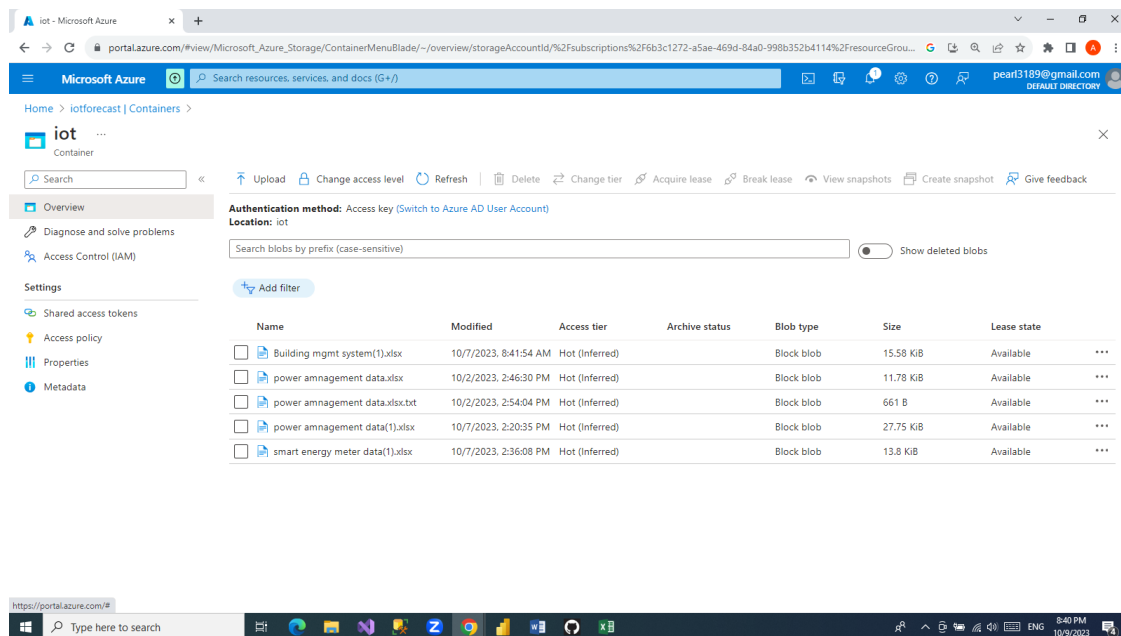 iot - Microsoft Azure
portal.azure.com/#view/Microsoft_Azure_Storage/ContainerMenuBlade/~/overview/storageAccountId/%2Fsubscriptions%2F6b3c1272-a5ae-469d-84a0-998b352b4114%2FresourceGrou...
G
A
Microsoft Azure
Search resources, services, and docs (G+/)
1
pearl3189@gmail.com
DEFAULT DIRECTORY
Home > iotforecast | Containers >
iot ...
Container
Search
«
Upload Change access level Refresh Delete Change tier Acquire lease Break lease View snapshots Create snapshot Give feedback
Overview
Diagnose and solve problems
Access Control (IAM)
Settings
Shared access tokens
Access policy
Properties
Metadata
Authentication method: Access key (Switch to Azure AD User Account)
Location: iot
Search blobs by prefix (case-sensitive)
Show deleted blobs
Add filter
Name Modified Access tier Archive status Blob type Size Lease state
Building mgmt system(1).xlsx 10/7/2023, 8:41:54 AM Hot (Inferred) Block blob 15.58 KiB Available ...
power amnagement data.xlsx 10/2/2023, 2:46:30 PM Hot (Inferred) Block blob 11.78 KiB Available ...
power amnagement data.xlsx.txt 10/2/2023, 2:54:04 PM Hot (Inferred) Block blob 661 B Available ...
power amnagement data(1).xlsx 10/7/2023, 2:20:35 PM Hot (Inferred) Block blob 27.75 KiB Available ...
smart energy meter data(1).xlsx 10/7/2023, 2:36:08 PM Hot (Inferred) Block blob 13.8 KiB Available ...
https://portal.azure.com/#
Type here to search
Z
ENG
8:40 PM
10/9/2023
4